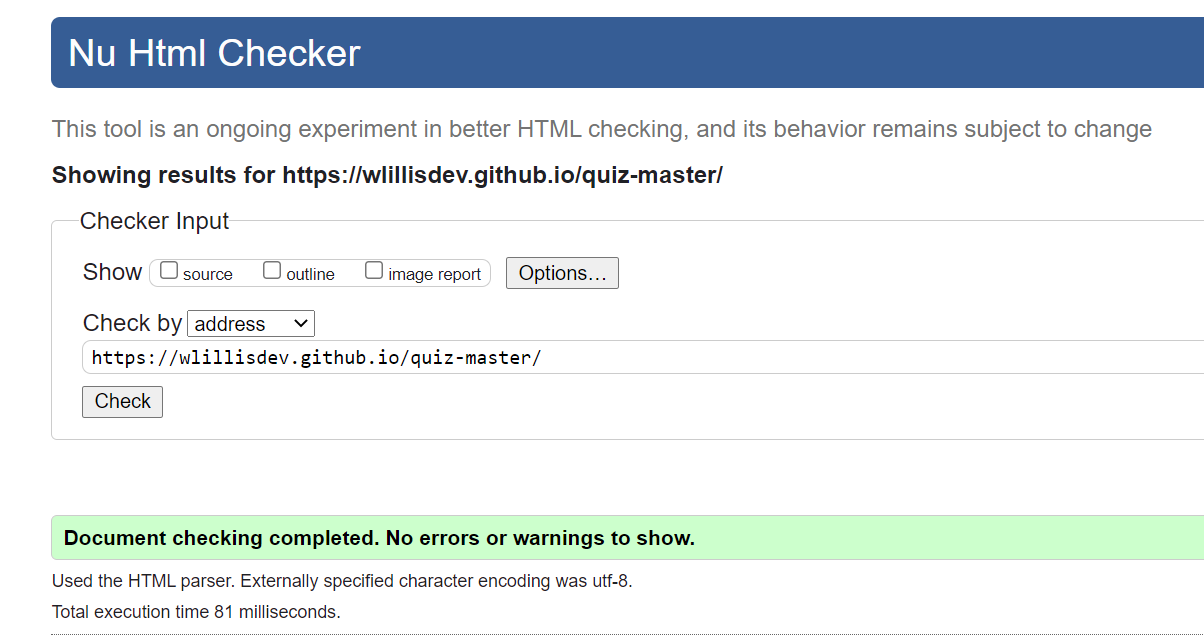 Nu Html Checker
This tool is an ongoing experiment in better HTML checking, and its behavior remains subject to change
Showing results for https://wlillisdev.github.io/quiz-master/
Checker Input
Show source outline image report Options…
Check by address
https://wlillisdev.github.io/quiz-master/
Check
Document checking completed. No errors or warnings to show.
Used the HTML parser. Externally specified character encoding was utf-8.
Total execution time 81 milliseconds.